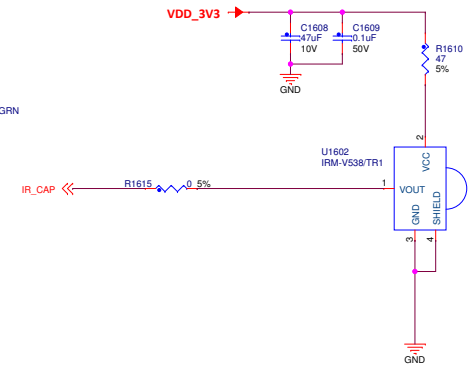 VDD_3V3
C1608
47uF
10V
C1609
0.1uF
50V
R1610
47
5%
GND
GRN
U1602
IRM-V538/TR1
2
VCC
IR_CAP
R1615
0 5%
1
VOUT
GND
SHIELD
3
4
GND